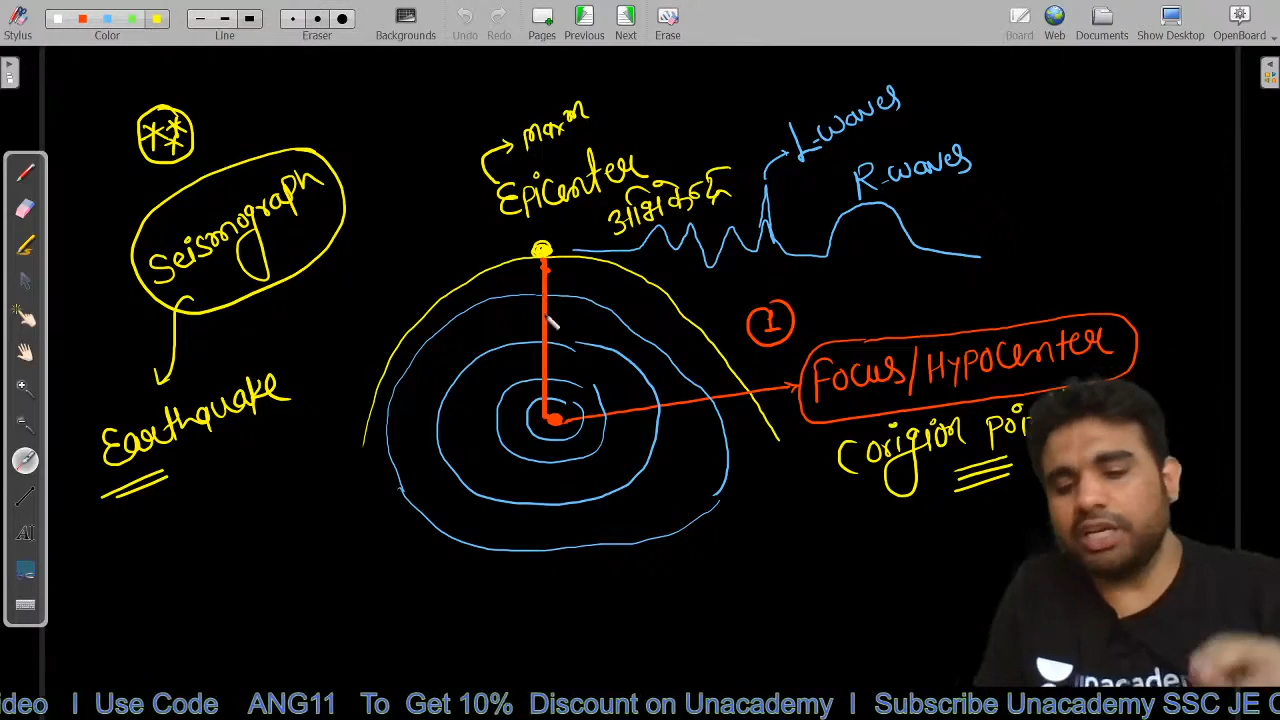 Stylus
Color
Line
Eraser
Backgrounds
Undo
Redo
Pages
Previous
Next
Erase
Board
Web
Documents
Show Desktop
OpenBoard
Seismograph
Earthquake
maxm
Epicenter
L-waves
R-waves
1
Focus/Hypocenter
(origion poi
unacade
ideo I Use Code ANG11 To Get 10% Discount on Unacademy I Subscribe Unacademy SSC JE C